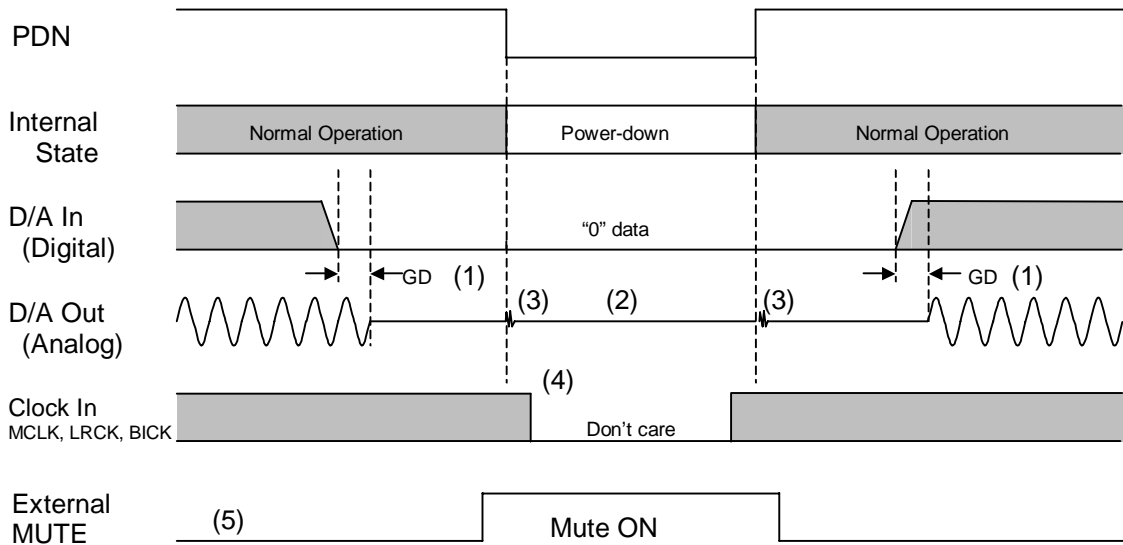 PDN
Internal
State
Normal Operation
Power-down
Normal Operation
D/A In
(Digital)
“0” data
GD (1)
GD (1)
D/A Out
(Analog)
(3)
(2)
(3)
(4)
Clock In
MCLK, LRCK, BICK
Don’t care
External
MUTE
(5)
Mute ON